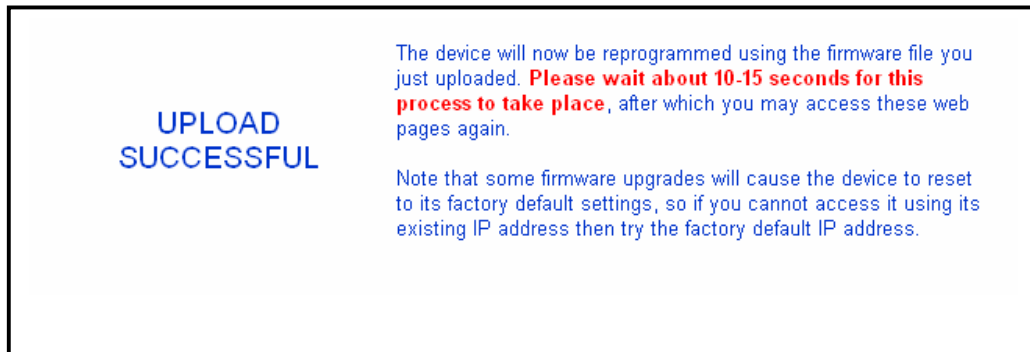 UPLOAD
SUCCESSFUL
The device will now be reprogrammed using the firmware file you
just uploaded. Please wait about 10-15 seconds for this
process to take place, after which you may access these web
pages again.
Note that some firmware upgrades will cause the device to reset
to its factory default settings, so if you cannot access it using its
existing IP address then try the factory default IP address.